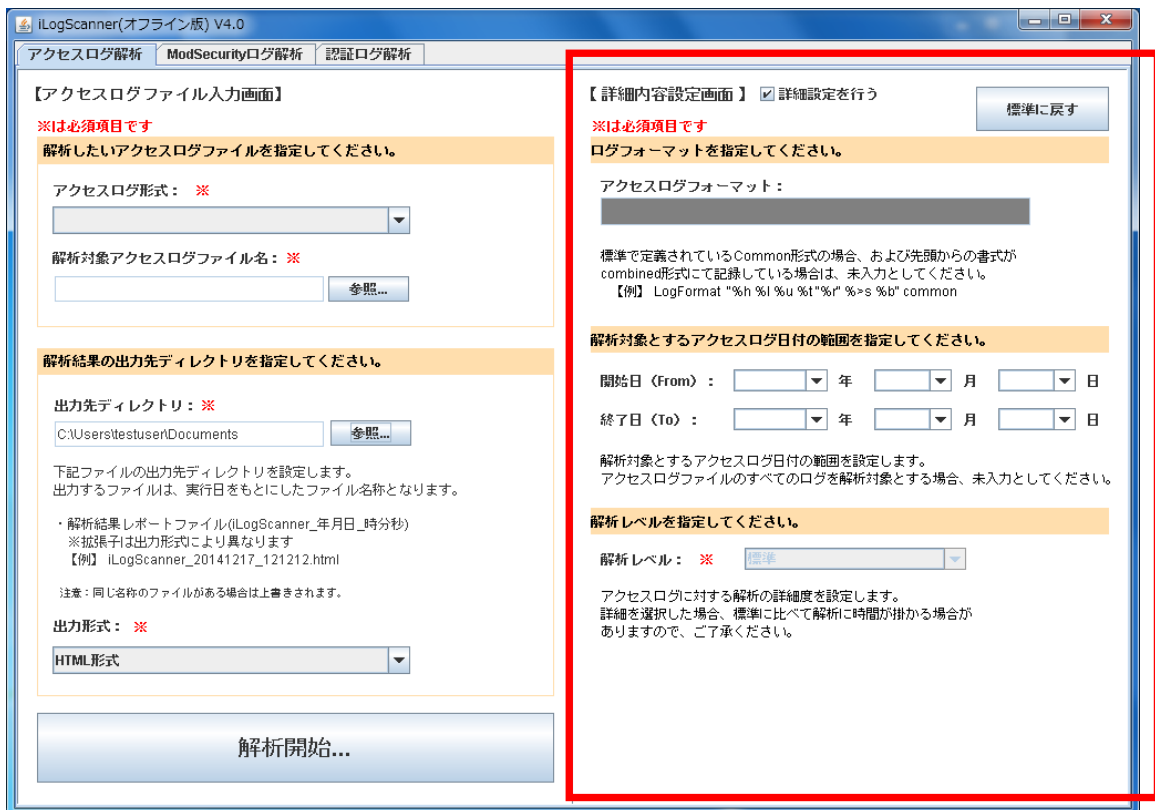 iLogScanner(オフライン版) V4.0
アクセスログ解析
ModSecurityログ解析
認証ログ解析
【アクセスログファイル入力画面】
※は必須項目です
解析したいアクセスログファイルを指定してください。
アクセスログ形式： ※
解析対象アクセスログファイル名：※
参照...
解析結果の出力先ディレクトリを指定してください。
出力先ディレクトリ：※
C:\Users\testuser\Documents
参照...
下記ファイルの出力先ディレクトリを設定します。
出力するファイルは、実行日をもとにしたファイル名称となります。
・解析結果レポートファイル(iLogScanner_年月日_時分秒)
※拡張子は出力形式により異なります
【例】 iLogScanner_20141217_121212.html
注意：同じ名称のファイルがある場合は上書きされます。
出力形式： ※
HTML形式
解析開始...
【 詳細内容設定画面 】 詳細設定を行う
標準に戻す
※は必須項目です
ログフォーマットを指定してください。
アクセスログフォーマット：
標準で定義されているCommon形式の場合、および先頭からの書式が
combined形式にて記録している場合は、未入力としてください。
【例】 LogFormat "%h %l %u %t"%r" %>s %b" common
解析対象とするアクセスログ日付の範囲を指定してください。
開始日（From）： 年 月 日
終了日（To）： 年 月 日
解析対象とするアクセスログ日付の範囲を設定します。
アクセスログファイルのすべてのログを解析対象とする場合、未入力としてください。
解析レベルを指定してください。
解析レベル： ※ 標準
アクセスログに対する解析の詳細度を設定します。
詳細を選択した場合、標準に比べて解析に時間が掛かる場合が
ありますので、ご了承ください。